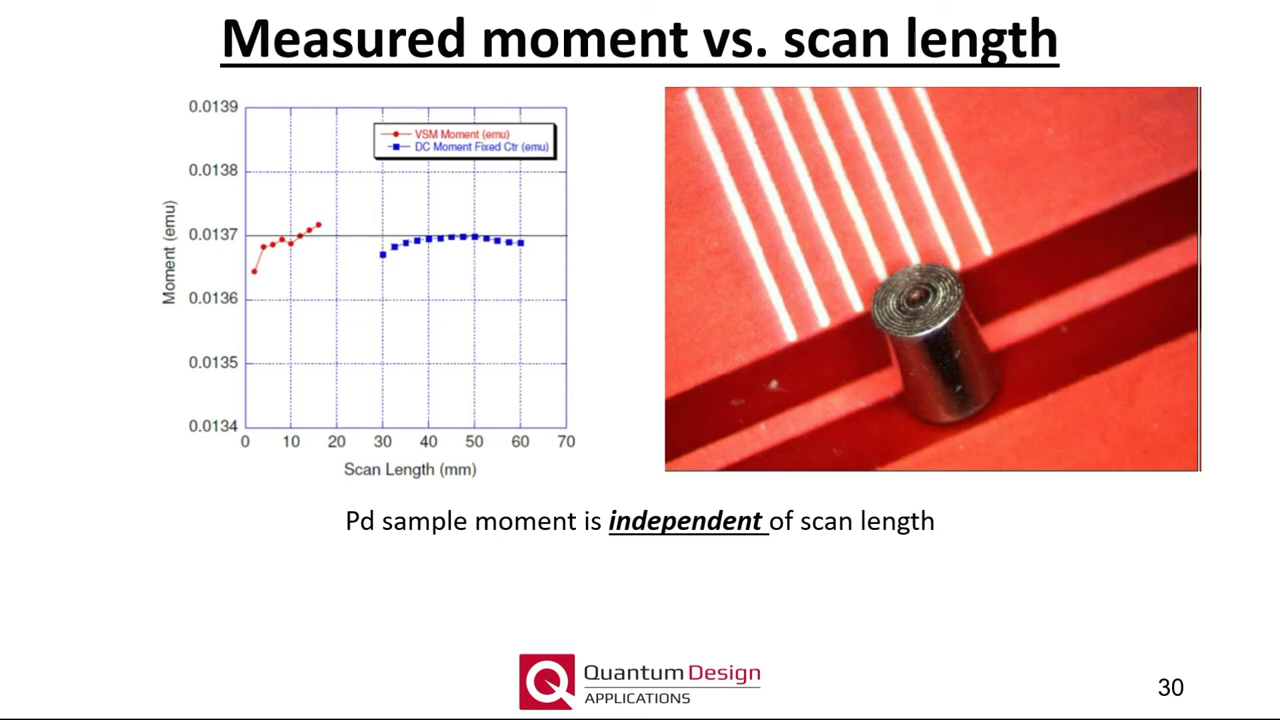 Measured moment vs. scan length
0.0139
0.0138
0.0137
0.0136
0.0135
0.0134
Moment (emu)
VSM Moment (emu)
DC Moment Fixed Ctr (emu)
0 10 20 30 40 50 60 70
Scan Length (mm)
Pd sample moment is independent of scan length
Quantum Design
APPLICATIONS
30